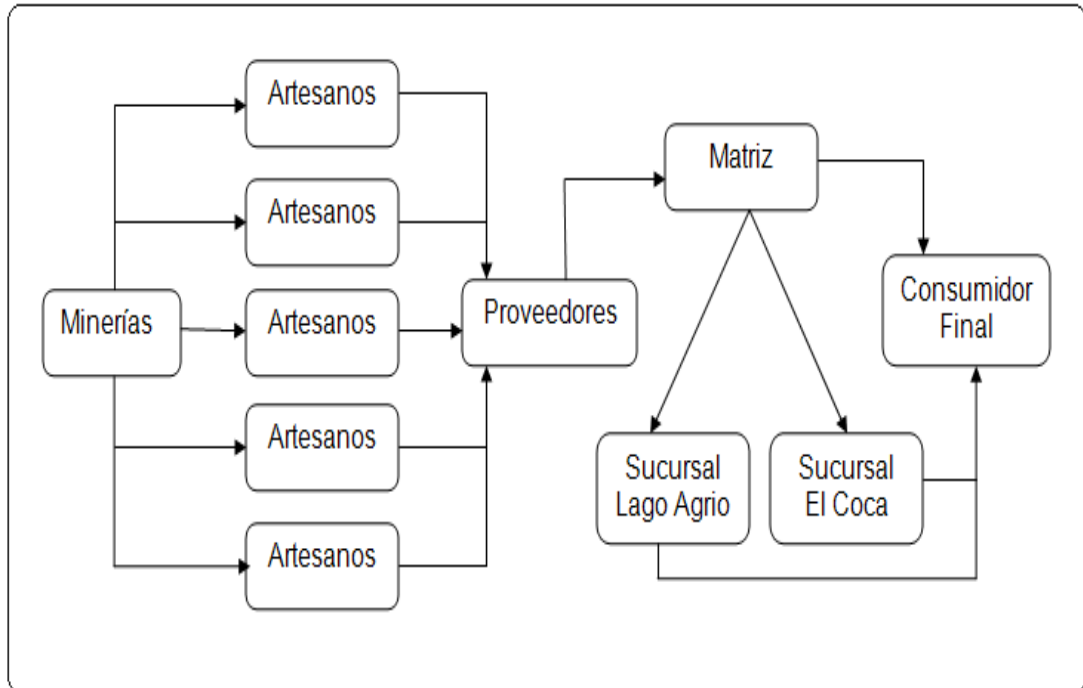 Minerías
Artesanos
Artesanos
Artesanos
Artesanos
Artesanos
Proveedores
Matriz
Sucursal
Lago Agrio
Sucursal
El Coca
Consumidor
Final